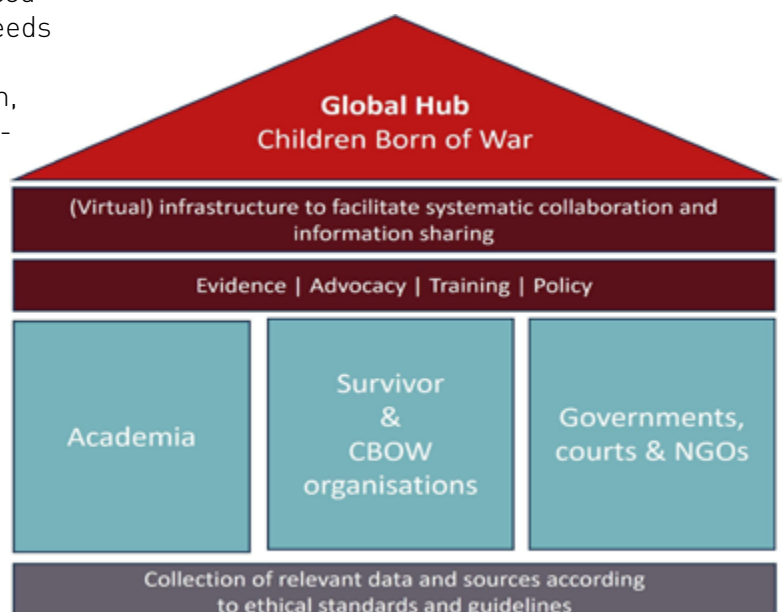 eeds
Global Hub
Children Born of War
(Virtual) infrastructure to facilitate systematic collaboration and
information sharing
Evidence | Advocacy | Training | Policy
Academia
Survivor
&
CBOW
organisations
Governments,
courts & NGOs
Collection of relevant data and sources according
to ethical standards and guidelines